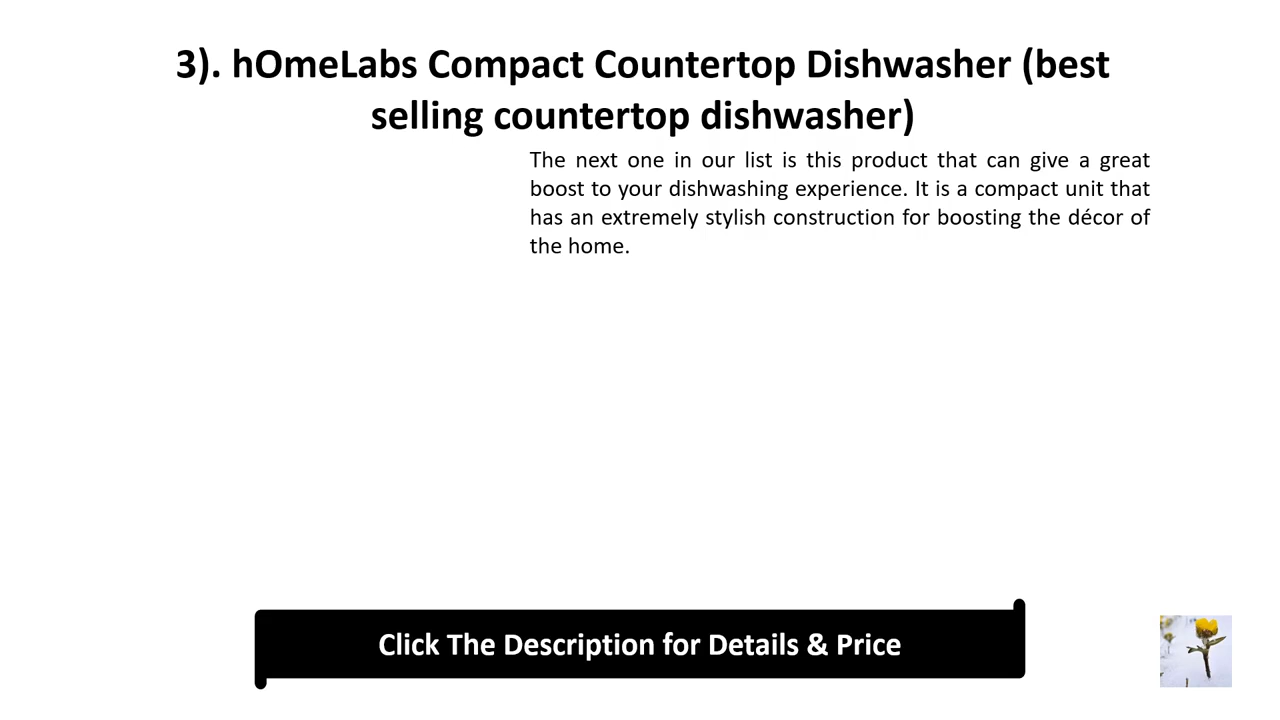 3). hOmeLabs Compact Countertop Dishwasher (best
selling countertop dishwasher)
The next one in our list is this product that can give a great
boost to your dishwashing experience. It is a compact unit that
has an extremely stylish construction for boosting the décor of
the home.
Click The Description for Details & Price